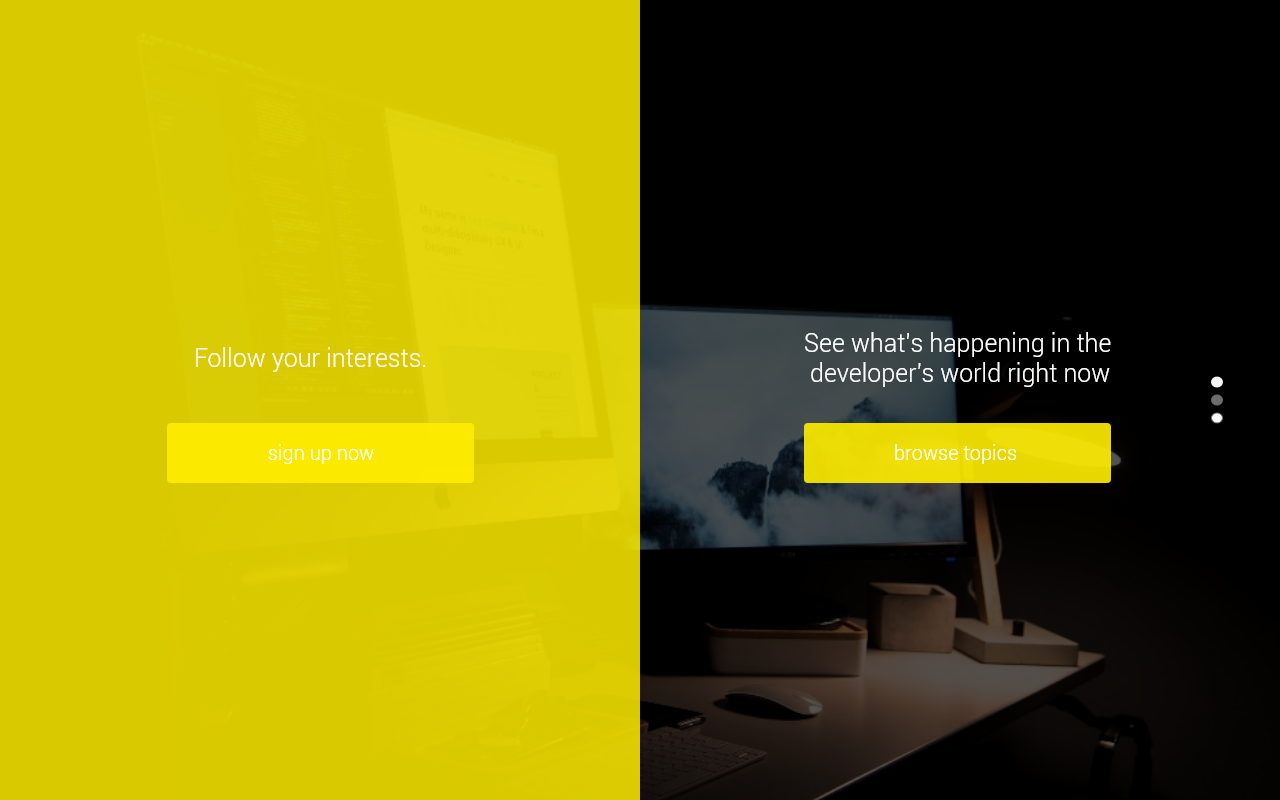 Follow your interests.
sign up now
See what's happening in the
developer's world right now
browse topics